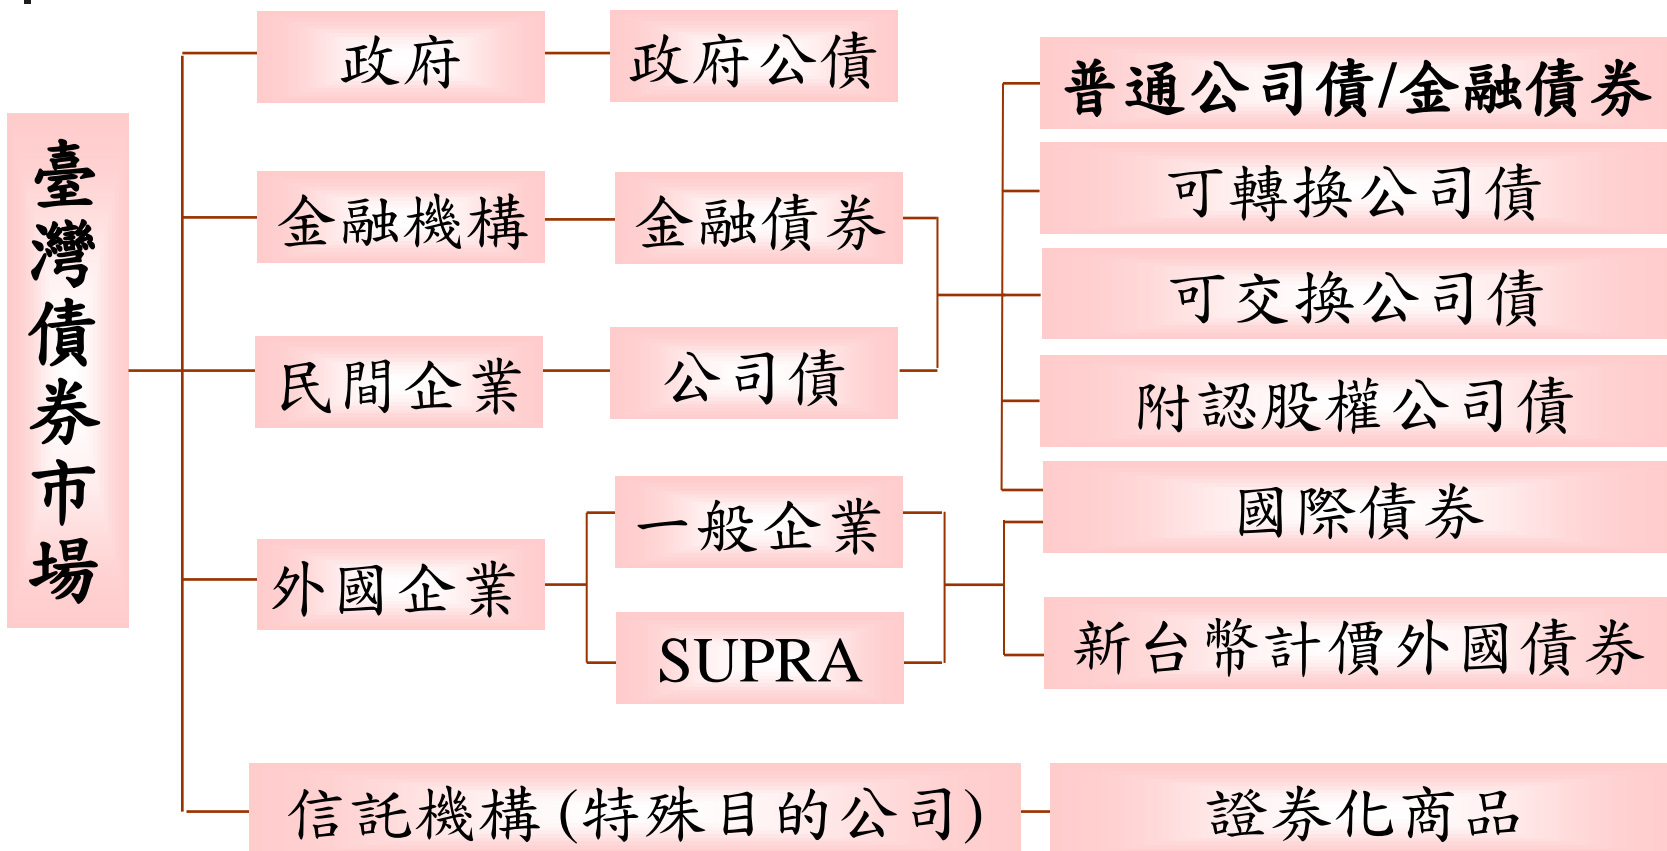 臺灣債券市場
政府
政府公債
金融機構
金融債券
民間企業
公司債
外國企業
一般企業
SUPRA
普通公司債/金融債券
可轉換公司債
可交換公司債
附認股權公司債
國際債券
新台幣計價外國債券
信託機構(特殊目的公司)
證券化商品